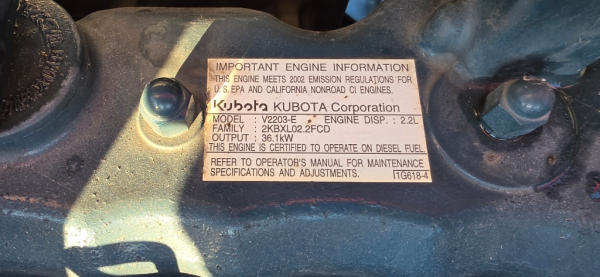 IMPORTANT ENGINE INFORMATION
THIS ENGINE MEETS 2002 EMISSION REGULATIONS FOR
U.S. EPA AND CALIFORNIA NONROAD CI ENGINES.
Kubota KUBOTA Corporation
MODEL : V2203-E ENGINE DISP. : 2.2L
FAMILY : 2KBXL02.2FCD
OUTPUT : 36.1kW
THIS ENGINE IS CERTIFIED TO OPERATE ON DIESEL FUEL.
REFER TO OPERATOR'S MANUAL FOR MAINTENANCE
SPECIFICATIONS AND ADJUSTMENTS. 1G618-4